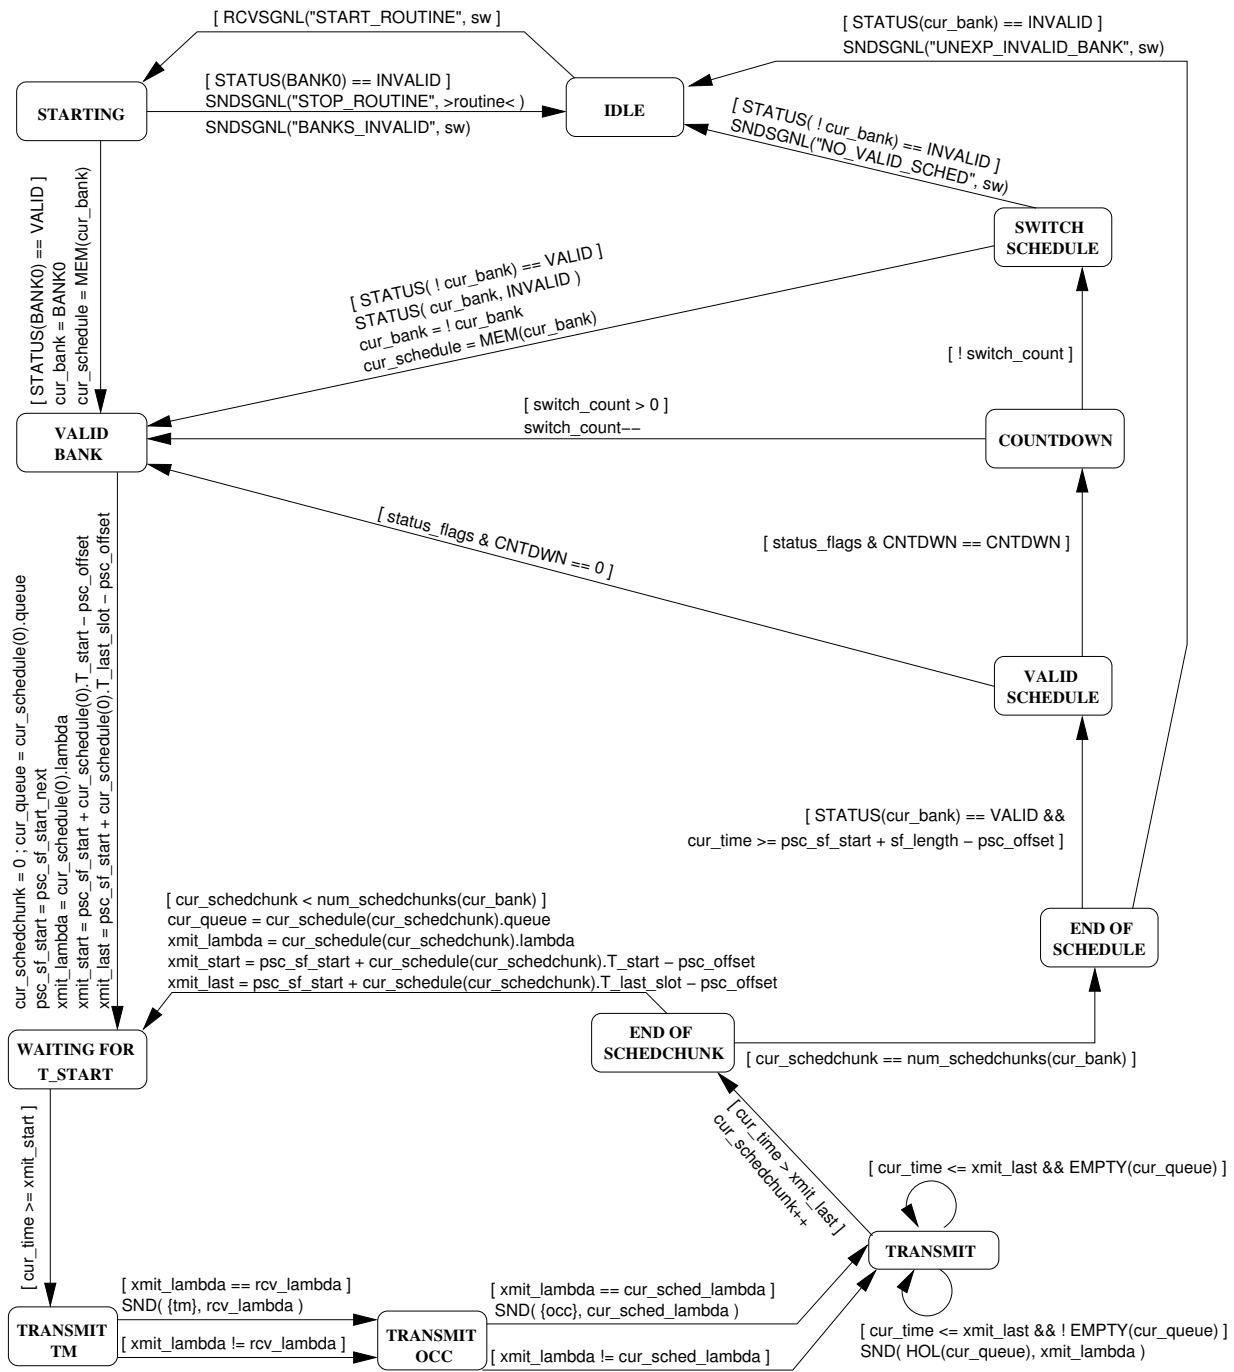 [ RCVSGNL("START_ROUTINE", sw ]
[ STATUS(cur_bank) == INVALID ]
SNDSGNL("UNEXP_INVALID_BANK", sw)
STARTING
[ STATUS(BANK0) == INVALID ]
SNDSGNL("STOP_ROUTINE", >routine< )
SNDSGNL("BANKS_INVALID", sw)
IDLE
[ STATUS( ! cur_bank) == INVALID ]
SNDSGNL("NO_VALID_SCHED", sw)
[ STATUS(BANK0) == VALID ]
cur_bank = BANK0
cur_schedule = MEM(cur_bank)
SWITCH
SCHEDULE
[ STATUS( ! cur_bank) == VALID ]
STATUS( cur_bank, INVALID )
cur_bank = ! cur_bank
cur_schedule = MEM(cur_bank)
[ ! switch_count ]
[ switch_count > 0 ]
switch_count−−
VALID
BANK
COUNTDOWN
[ status_flags & CNTDWN == 0 ]
[ status_flags & CNTDWN == CNTDWN ]
VALID
SCHEDULE
cur_schedchunk = 0 ; cur_queue = cur_schedule(0).queue
psc_sf_start = psc_sf_start_next
xmit_lambda = cur_schedule(0).lambda
xmit_start = psc_sf_start + cur_schedule(0).T_start − psc_offset
xmit_last = psc_sf_start + cur_schedule(0).T_last_slot − psc_offset
[ STATUS(cur_bank) == VALID &&
cur_time >= psc_sf_start + sf_length − psc_offset ]
[ cur_schedchunk < num_schedchunks(cur_bank) ]
cur_queue = cur_schedule(cur_schedchunk).queue
xmit_lambda = cur_schedule(cur_schedchunk).lambda
xmit_start = psc_sf_start + cur_schedule(cur_schedchunk).T_start − psc_offset
xmit_last = psc_sf_start + cur_schedule(cur_schedchunk).T_last_slot − psc_offset
END OF
SCHEDULE
WAITING FOR
T_START
END OF
SCHEDCHUNK
[ cur_schedchunk == num_schedchunks(cur_bank) ]
[ cur_time >= xmit_start ]
[ cur_time > xmit_last ]
cur_schedchunk++
[ cur_time <= xmit_last && EMPTY(cur_queue) ]
TRANSMIT
TRANSMIT
TM
[ xmit_lambda == rcv_lambda ]
SND( {tm}, rcv_lambda )
[ xmit_lambda != rcv_lambda ]
TRANSMIT
OCC
[ xmit_lambda == cur_sched_lambda ]
SND( {occ}, cur_sched_lambda )
[ xmit_lambda != cur_sched_lambda ]
[ cur_time <= xmit_last && ! EMPTY(cur_queue) ]
SND( HOL(cur_queue), xmit_lambda )